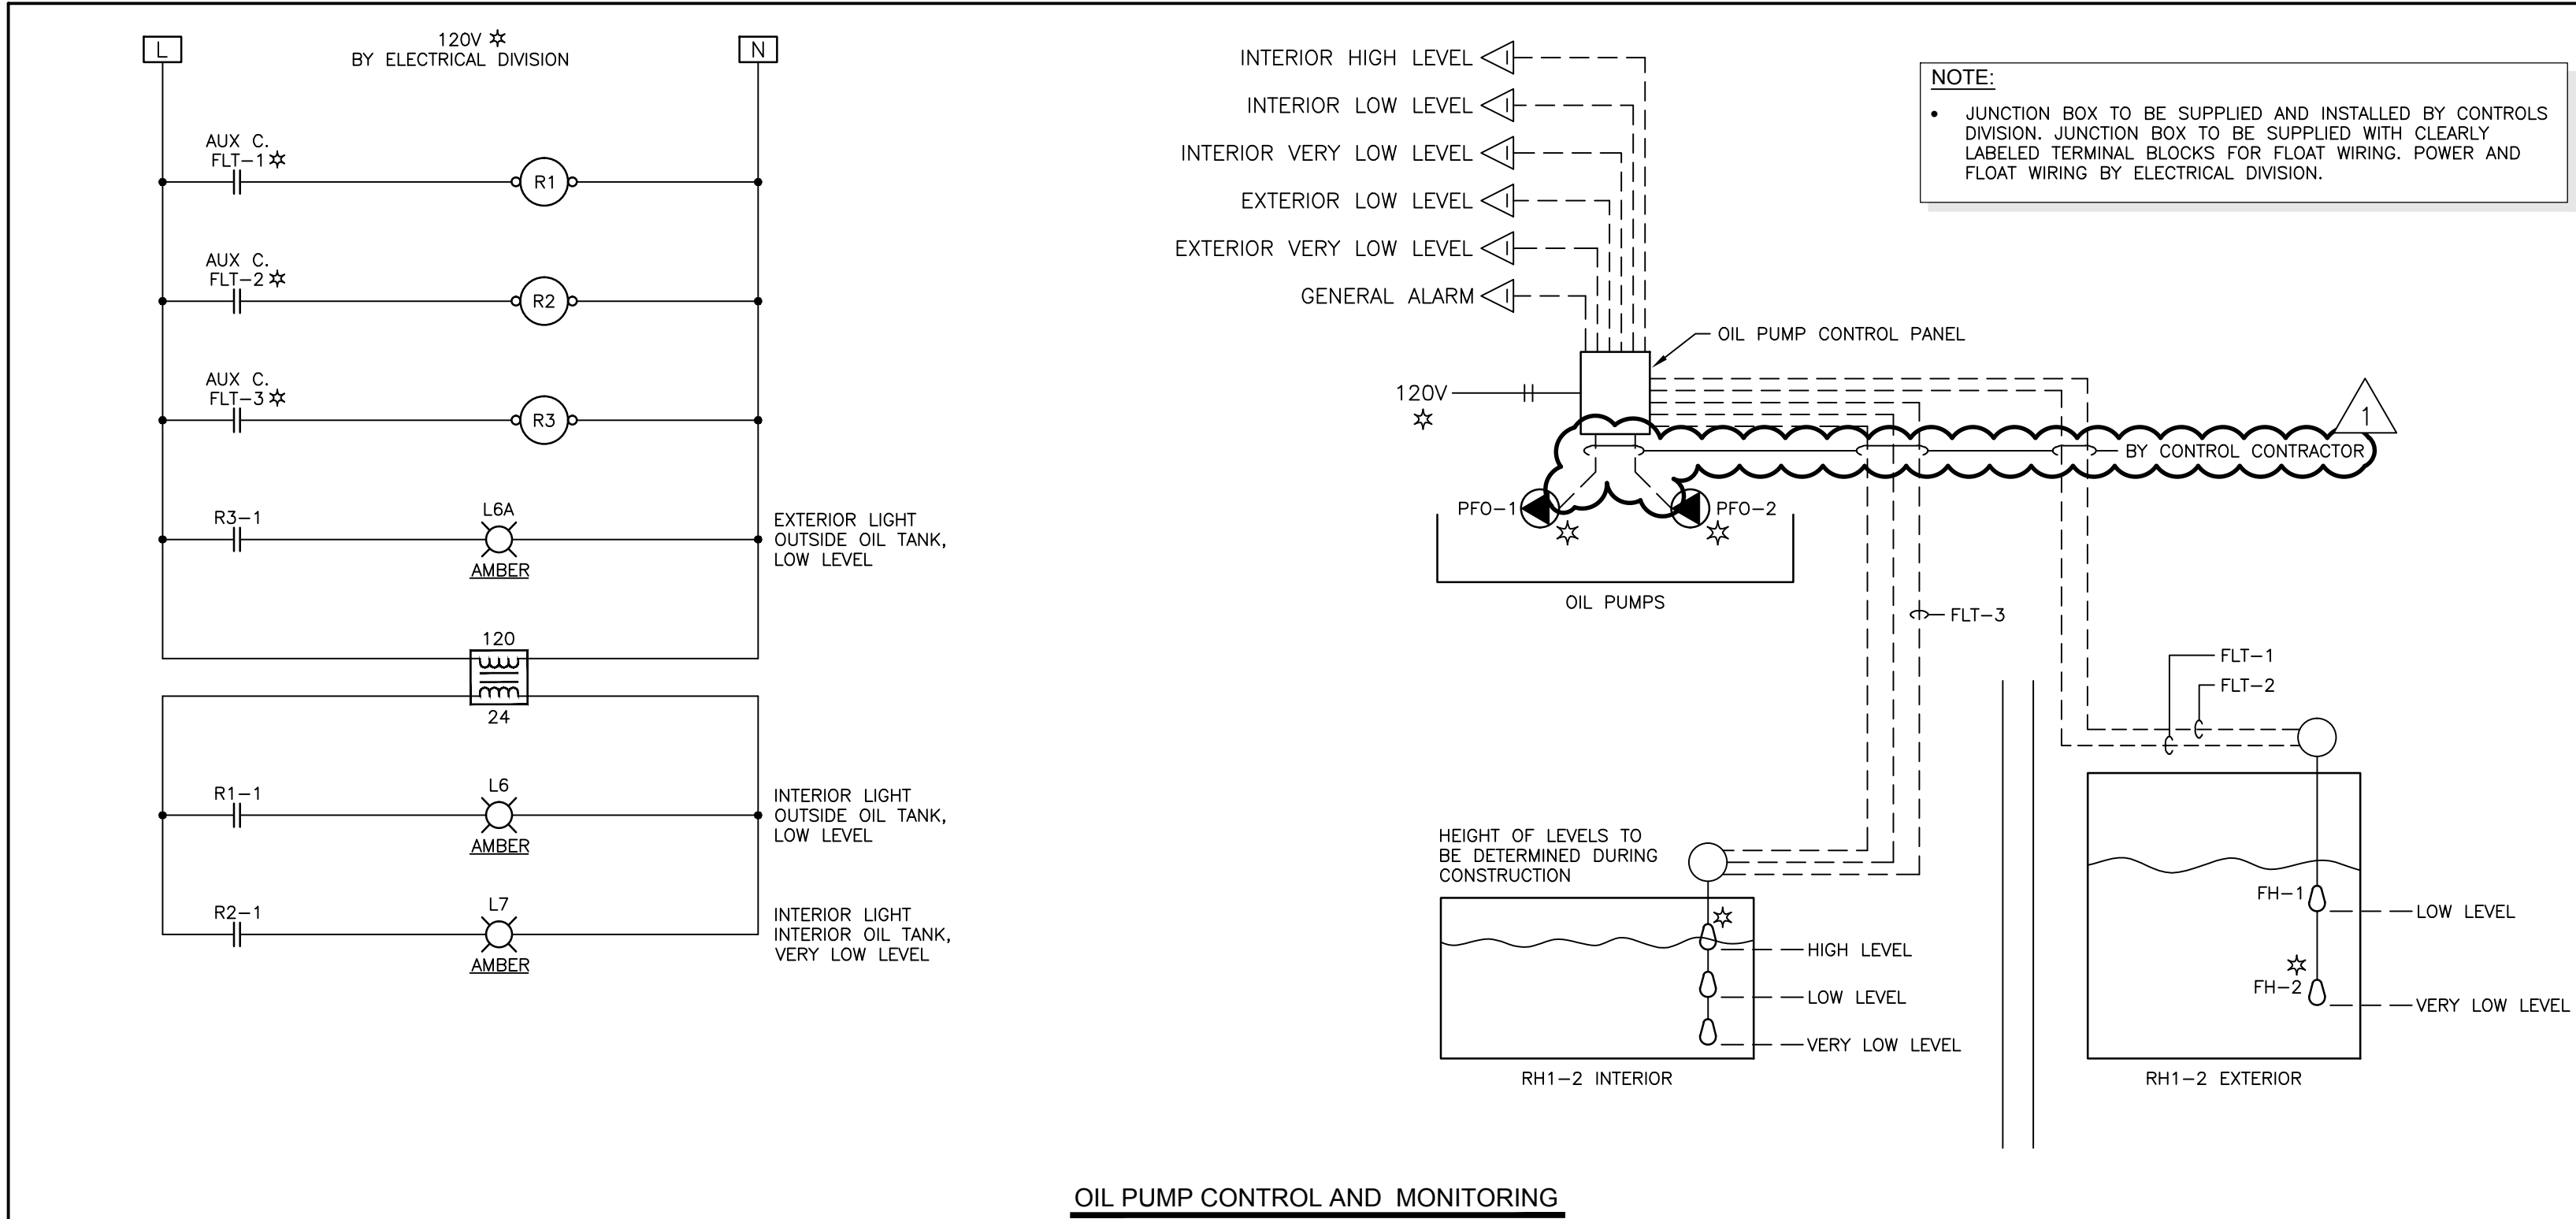 L
120V
BY ELECTRICAL DIVISION
N
AUX C.
FLT-1
R1
AUX C.
FLT-2
R2
AUX C.
FLT-3
R3
R3-1
L6A
AMBER
EXTERIOR LIGHT
OUTSIDE OIL TANK,
LOW LEVEL
120
24
R1-1
L6
AMBER
INTERIOR LIGHT
OUTSIDE OIL TANK,
LOW LEVEL
R2-1
L7
AMBER
INTERIOR LIGHT
INTERIOR OIL TANK,
VERY LOW LEVEL
INTERIOR HIGH LEVEL
INTERIOR LOW LEVEL
INTERIOR VERY LOW LEVEL
EXTERIOR LOW LEVEL
EXTERIOR VERY LOW LEVEL
GENERAL ALARM
OIL PUMP CONTROL PANEL
120V
1
BY CONTROL CONTRACTOR
PFO-1
PFO-2
OIL PUMPS
FLT-3
FLT-1
FLT-2
HEIGHT OF LEVELS TO
BE DETERMINED DURING
CONSTRUCTION
HIGH LEVEL
LOW LEVEL
VERY LOW LEVEL
RH1-2 INTERIOR
FH-1
LOW LEVEL
FH-2
VERY LOW LEVEL
RH1-2 EXTERIOR
NOTE:
• JUNCTION BOX TO BE SUPPLIED AND INSTALLED BY CONTROLS
DIVISION. JUNCTION BOX TO BE SUPPLIED WITH CLEARLY
LABELED TERMINAL BLOCKS FOR FLOAT WIRING. POWER AND
FLOAT WIRING BY ELECTRICAL DIVISION.
OIL PUMP CONTROL AND MONITORING